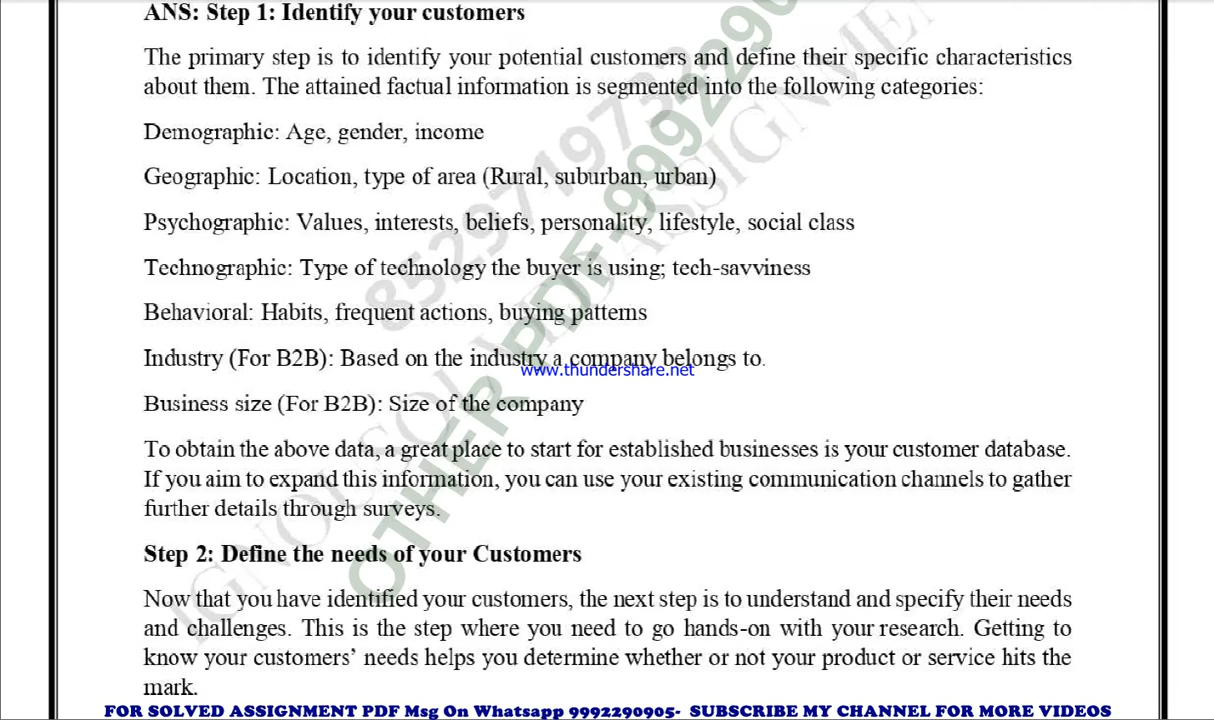 ANS: Step 1: Identify your customers
The primary step is to identify your potential customers and define their specific characteristics
about them. The attained factual information is segmented into the following categories:
Demographic: Age, gender, income
Geographic: Location, type of area (Rural, suburban, urban)
Psychographic: Values, interests, beliefs, personality, lifestyle, social class
Technographic: Type of technology the buyer is using; tech-savviness
Behavioral: Habits, frequent actions, buying patterns
Industry (For B2B): Based on the industry a company belongs to.
www.thundershare.net
Business size (For B2B): Size of the company
To obtain the above data, a great place to start for established businesses is your customer database.
If you aim to expand this information, you can use your existing communication channels to gather
further details through surveys.
Step 2: Define the needs of your Customers
Now that you have identified your customers, the next step is to understand and specify their needs
and challenges. This is the step where you need to go hands-on with your research. Getting to
know your customers’ needs helps you determine whether or not your product or service hits the
mark.
OTHER PDF-
FOR SOLVED ASSIGNMENT PDF Msg On Whatsapp 9992290905- SUBSCRIBE MY CHANNEL FOR MORE VIDEOS